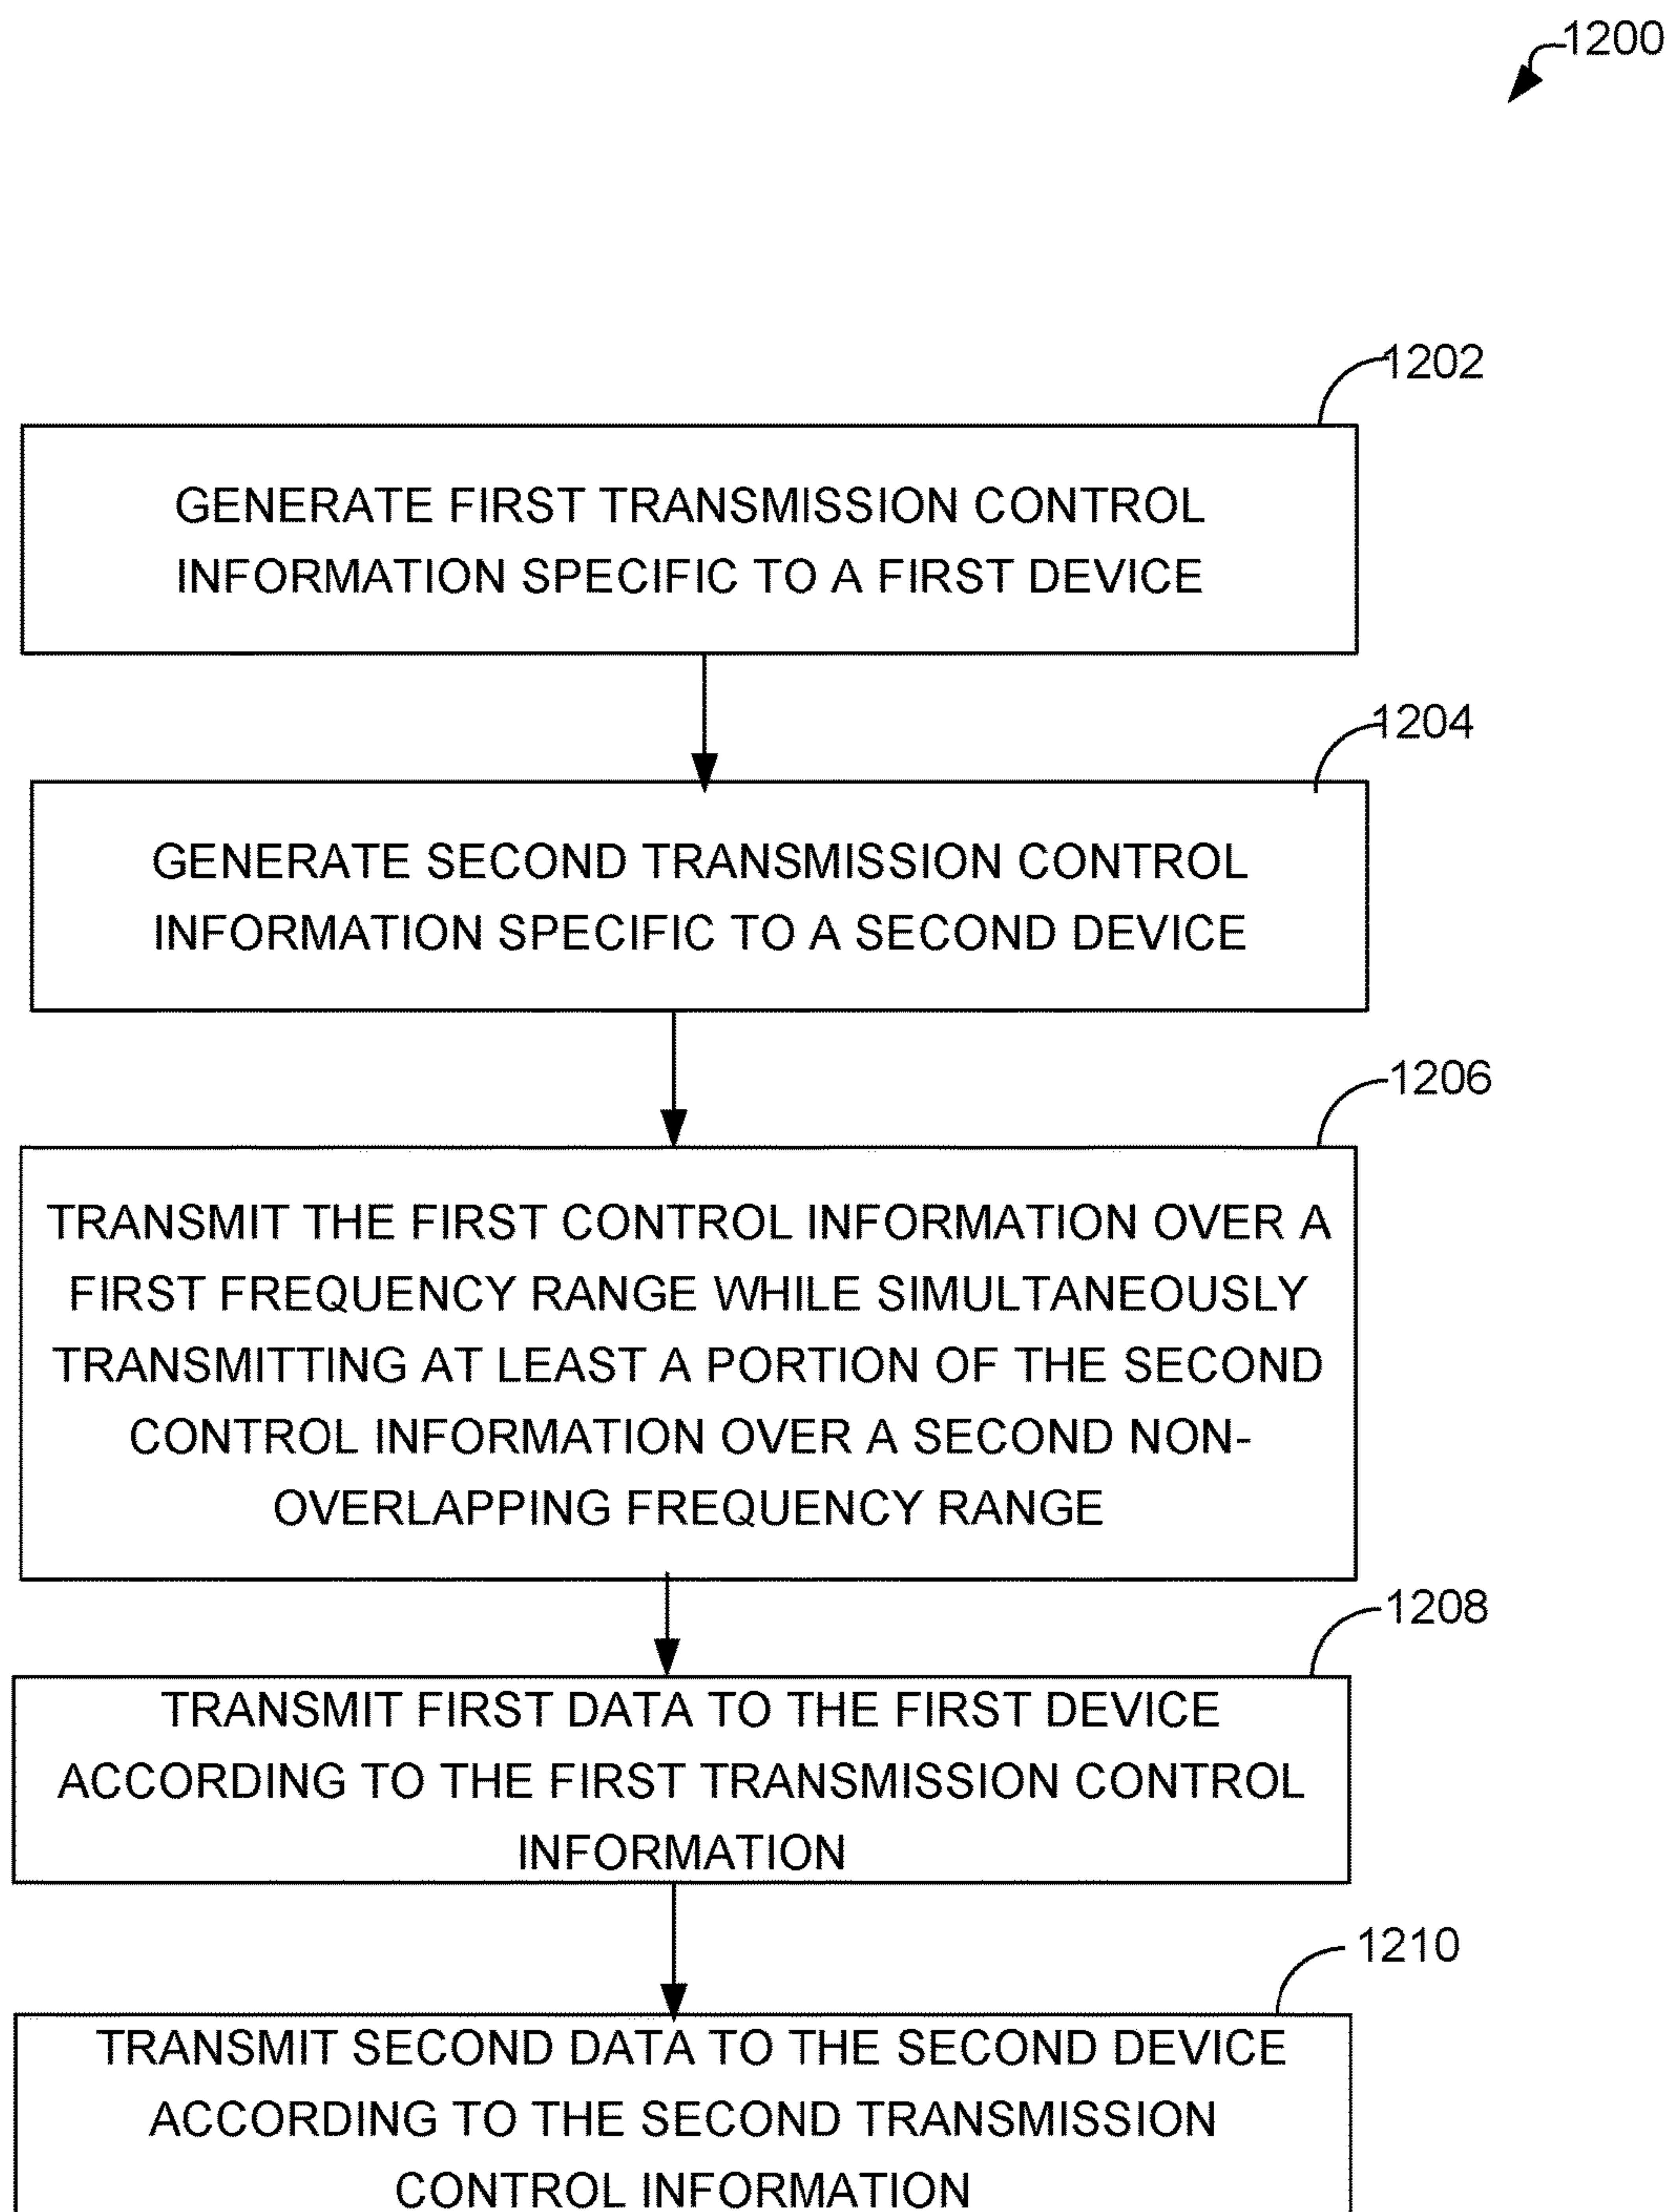 1200
1202
GENERATE FIRST TRANSMISSION CONTROL
INFORMATION SPECIFIC TO A FIRST DEVICE
1204
GENERATE SECOND TRANSMISSION CONTROL
INFORMATION SPECIFIC TO A SECOND DEVICE
1206
TRANSMIT THE FIRST CONTROL INFORMATION OVER A
FIRST FREQUENCY RANGE WHILE SIMULTANEOUSLY
TRANSMITTING AT LEAST A PORTION OF THE SECOND
CONTROL INFORMATION OVER A SECOND NON-
OVERLAPPING FREQUENCY RANGE
1208
TRANSMIT FIRST DATA TO THE FIRST DEVICE
ACCORDING TO THE FIRST TRANSMISSION CONTROL
INFORMATION
1210
TRANSMIT SECOND DATA TO THE SECOND DEVICE
ACCORDING TO THE SECOND TRANSMISSION
CONTROL INFORMATION